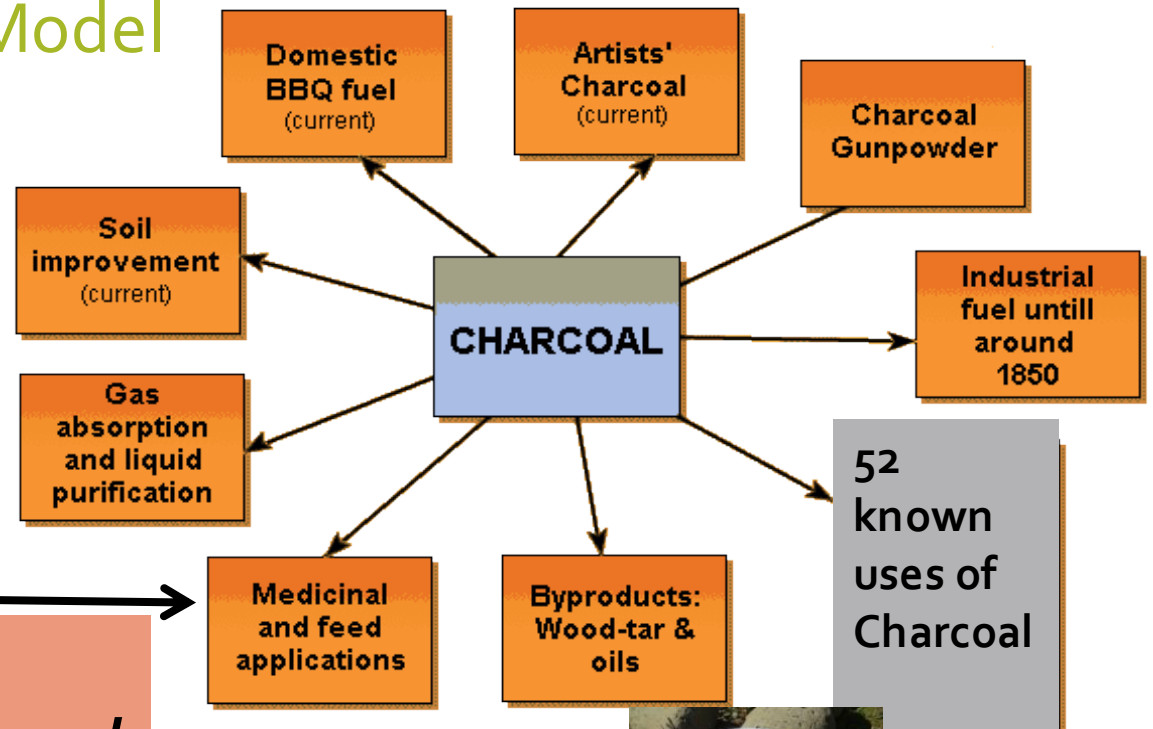 Model
Domestic
BBQ fuel
(current)
Artists'
Charcoal
(current)
Charcoal
Gunpowder
Soil
improvement
(current)
CHARCOAL
Industrial
fuel untill
around
1850
Gas
absorption
and liquid
purification
52
known
uses of
Charcoal
Medicinal
and feed
applications
Byproducts:
Wood-tar &
oils